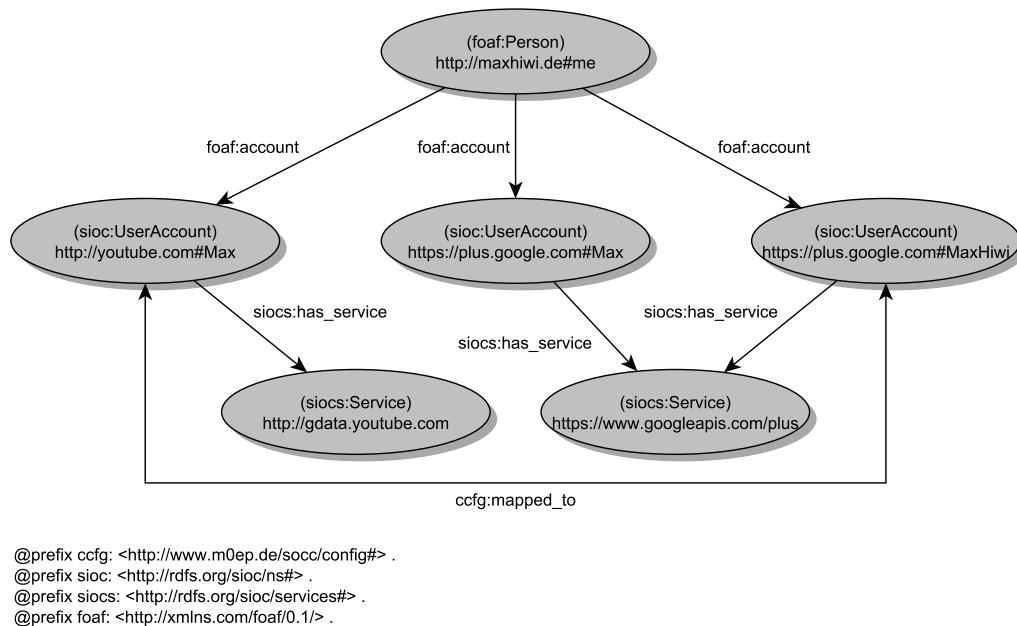 (foaf:Person)
http://maxhiwi.de#me
foaf:account
foaf:account
foaf:account
(sioc:UserAccount)
http://youtube.com#Max
(sioc:UserAccount)
https://plus.google.com#Max
(sioc:UserAccount)
https://plus.google.com#MaxHiwi
siocs:has_service
siocs:has_service
siocs:has_service
(siocs:Service)
http://gdata.youtube.com
(siocs:Service)
https://www.googleapis.com/plus
ccfg:mapped_to
@prefix ccfg: <http://www.m0ep.de/socc/config#> .
@prefix sioc: <http://rdfs.org/sioc/ns#> .
@prefix siocs: <http://rdfs.org/sioc/services#> .
@prefix foaf: <http://xmlns.com/foaf/0.1/> .